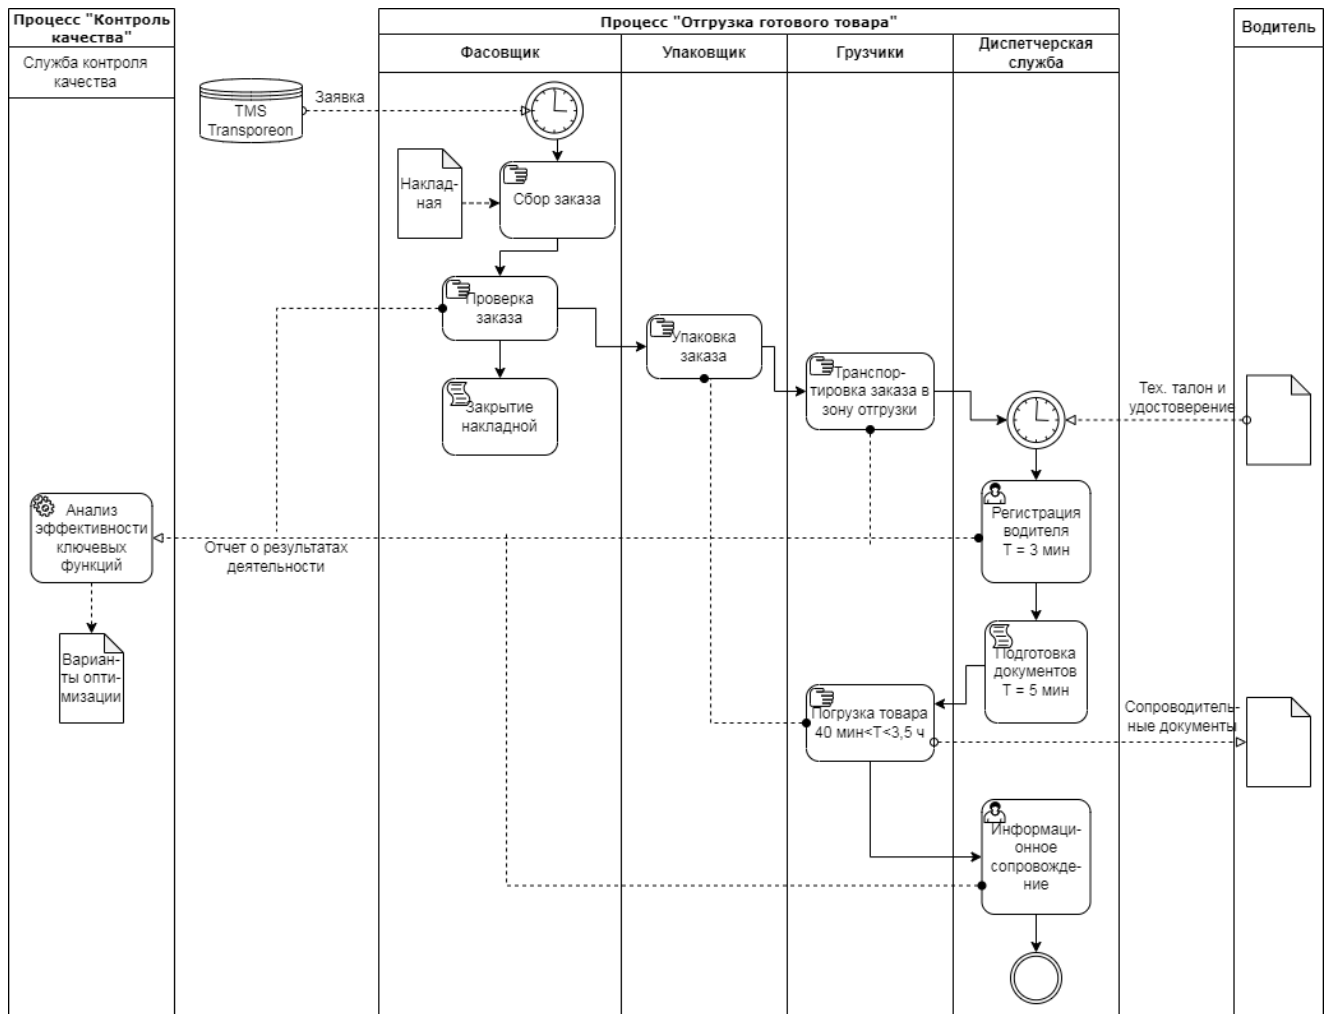 Процесс "Контроль
качества"
Служба контроля
качества
Процесс "Отгрузка готового товара"
Фасовщик
Упаковщик
Грузчики
Диспетчерская
служба
Водитель
TMS
Transporeon
Заявка
Наклад-
ная
Сбор заказа
Проверка
заказа
Упаковка
заказа
Закрытие
накладной
Транспор-
тировка заказа в
зону отгрузки
Тех. талон и
удостоверение
Анализ
эффективности
ключевых
функций
Отчет о результатах
деятельности
Регистрация
водителя
T = 3 мин
Вариан-
ты опти-
мизации
Подготовка
документов
T = 5 мин
Погрузка товара
40 мин<T<3,5 ч
Сопроводитель-
ные документы
Информаци-
онное
сопровожде-
ние